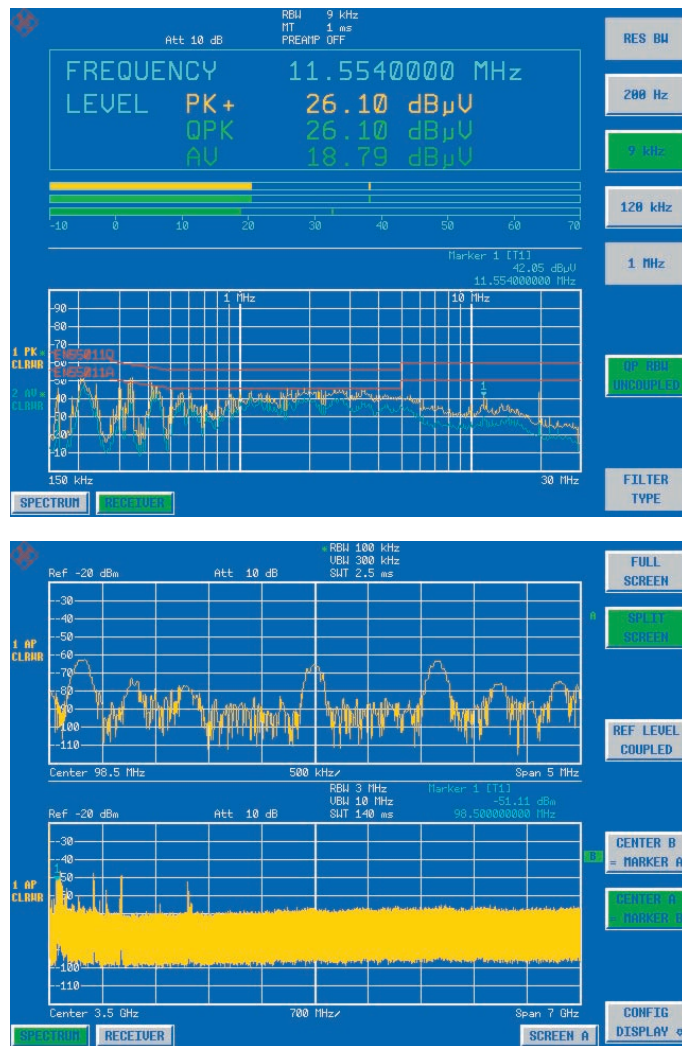 RBW 9 kHz
MT 1 ms
Att 10 dB PREAMP OFF
FREQUENCY 11.5540000 MHz
LEVEL PK+ 26.10 dBµV
QPK 26.10 dBµV
AV 18.79 dBµV
-10 0 10 20 30 40 50 60 70
Marker 1 [T1]
42.05 dBµV
11.554000000 MHz
1 MHz 10 MHz
90
80
70
1 PK*
CLRWR
EN55011Q
60
EN55011A
50
2 AV*
CLRWR
40
1
30
20
10
150 kHz 30 MHz
SPECTRUM RECEIVER
RES BW
200 Hz
9 kHz
120 kHz
1 MHz
QP RBW
UNCOUPLED
FILTER
TYPE
*RBW 100 kHz
VBW 300 kHz
Ref -20 dBm Att 10 dB SWT 2.5 ms
-30
-40
A
-50
1 AP
CLRWR
-60
-70
-80
-90
-100
-110
Center 98.5 MHz 500 kHz/ Span 5 MHz
RBW 3 MHz Marker 1 [T1]
VBW 10 MHz -51.11 dBm
Ref -20 dBm Att 10 dB SWT 140 ms 98.500000000 MHz
-30
-40
B
1
1 AP
CLRWR
-100
-110
Center 3.5 GHz 700 MHz/ Span 7 GHz
SPECTRUM RECEIVER SCREEN A
FULL
SCREEN
SPLIT
SCREEN
REF LEVEL
COUPLED
CENTER B
= MARKER A
CENTER A
= MARKER B
CONFIG
DISPLAY